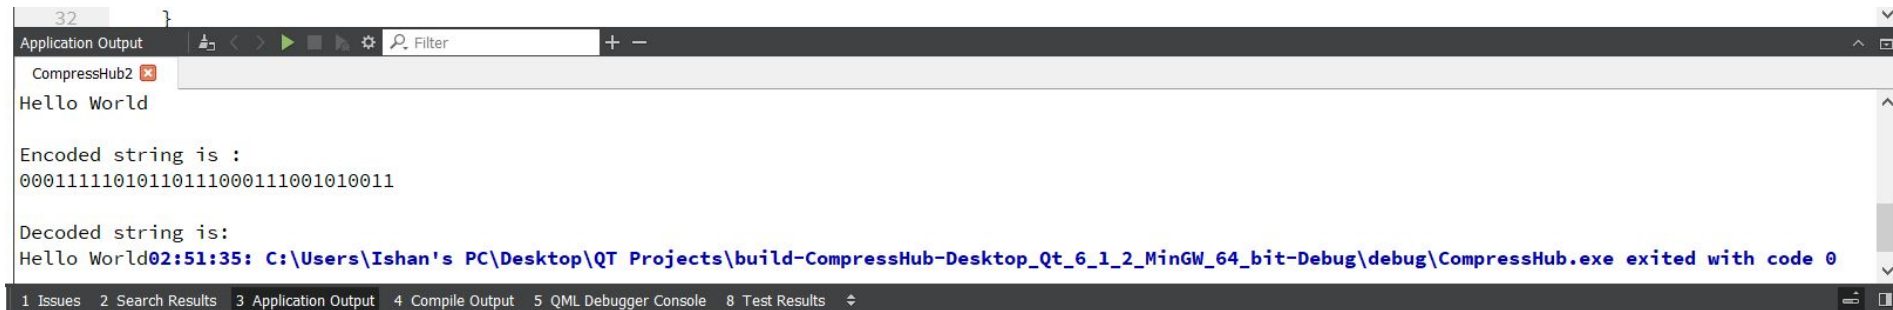 32 }
Application Output Filter + −
CompressHub2
Hello World
Encoded string is :
00011111010110111000111001010011
Decoded string is:
Hello World02:51:35: C:\Users\Ishan's PC\Desktop\QT Projects\build-CompressHub-Desktop_Qt_6_1_2_MinGW_64_bit-Debug\debug\CompressHub.exe exited with code 0
1 Issues 2 Search Results 3 Application Output 4 Compile Output 5 QML Debugger Console 8 Test Results